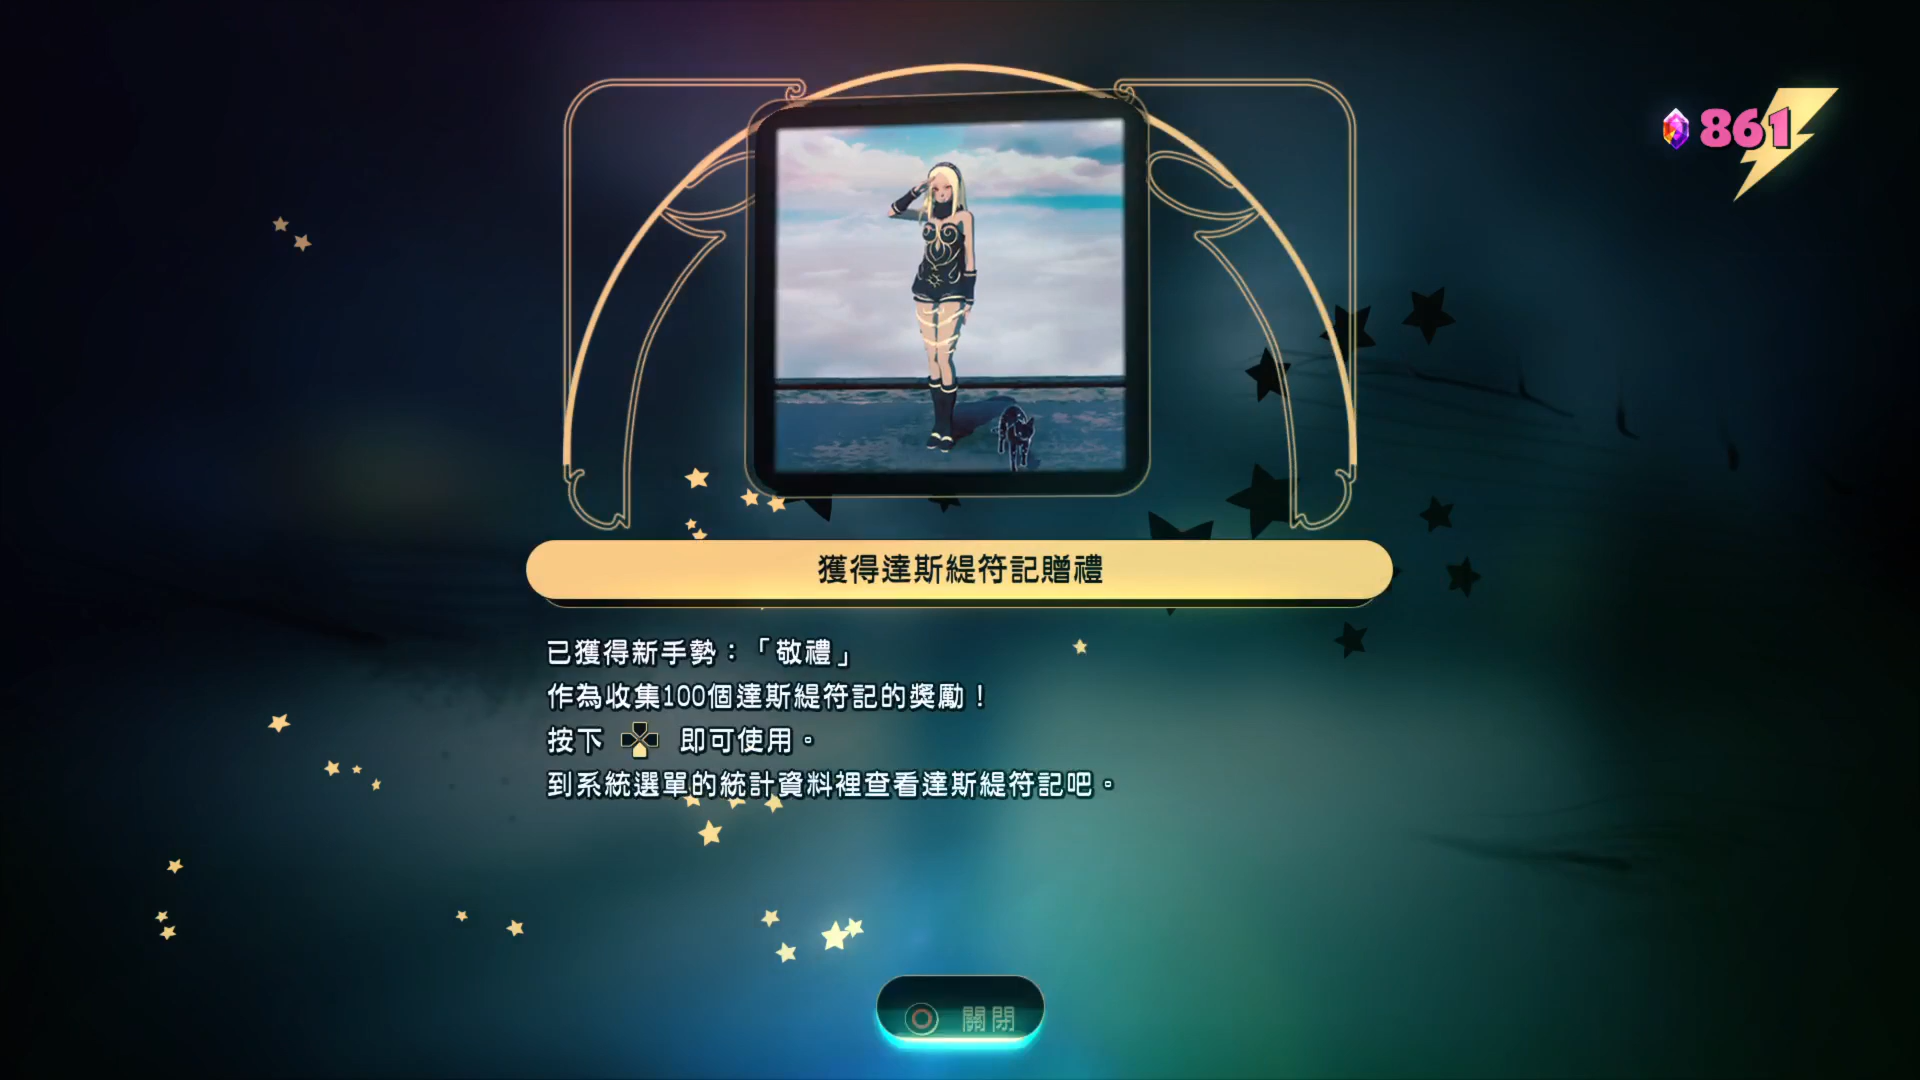 861
獲得達斯緹符記贈禮
已獲得新手勢：「敬禮」
作為收集100個達斯緹符記的獎勵！
按下 即可使用。
到系統選單的統計資料裡查看達斯緹符記吧。
關閉